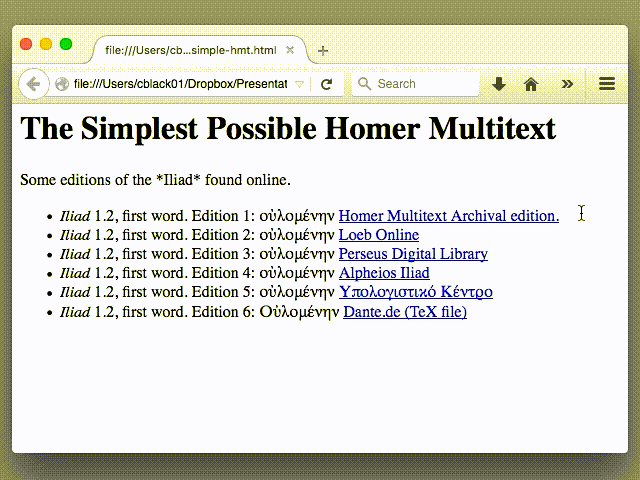 file:///Users/cb...simple-hmt.html
file:///Users/cblack01/Dropbox/Presentat
Search
The Simplest Possible Homer Multitext
Some editions of the *Iliad* found online.
• Iliad 1.2, first word. Edition 1: οὐλομένην Homer Multitext Archival edition.
• Iliad 1.2, first word. Edition 2: οὐλομένην Loeb Online
• Iliad 1.2, first word. Edition 3: οὐλομένην Perseus Digital Library
• Iliad 1.2, first word. Edition 4: οὐλομένην Alpheios Iliad
• Iliad 1.2, first word. Edition 5: οὐλομένην Υπολογιστικό Κέντρο
• Iliad 1.2, first word. Edition 6: Οὐλομένην Dante.de (TeX file)